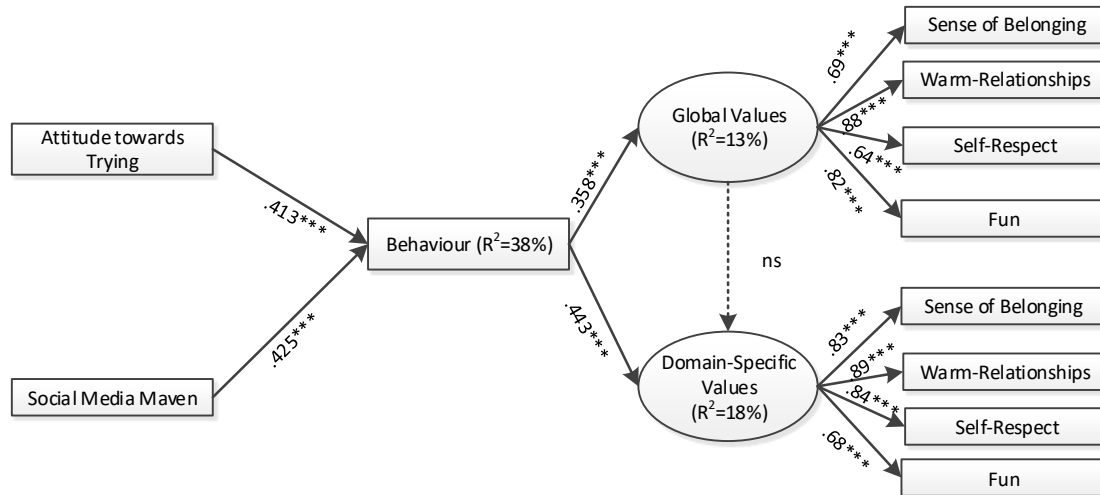 Attitude towards
Trying
Social Media Maven
.413***
.425***
Behaviour (R²=38%)
.358***
.443***
Global Values
(R²=13%)
ns
Domain-Specific
Values
(R²=18%)
.69***
.88***
.64***
.82***
Sense of Belonging
Warm-Relationships
Self-Respect
Fun
.83***
.89***
.84***
.68***
Sense of Belonging
Warm-Relationships
Self-Respect
Fun